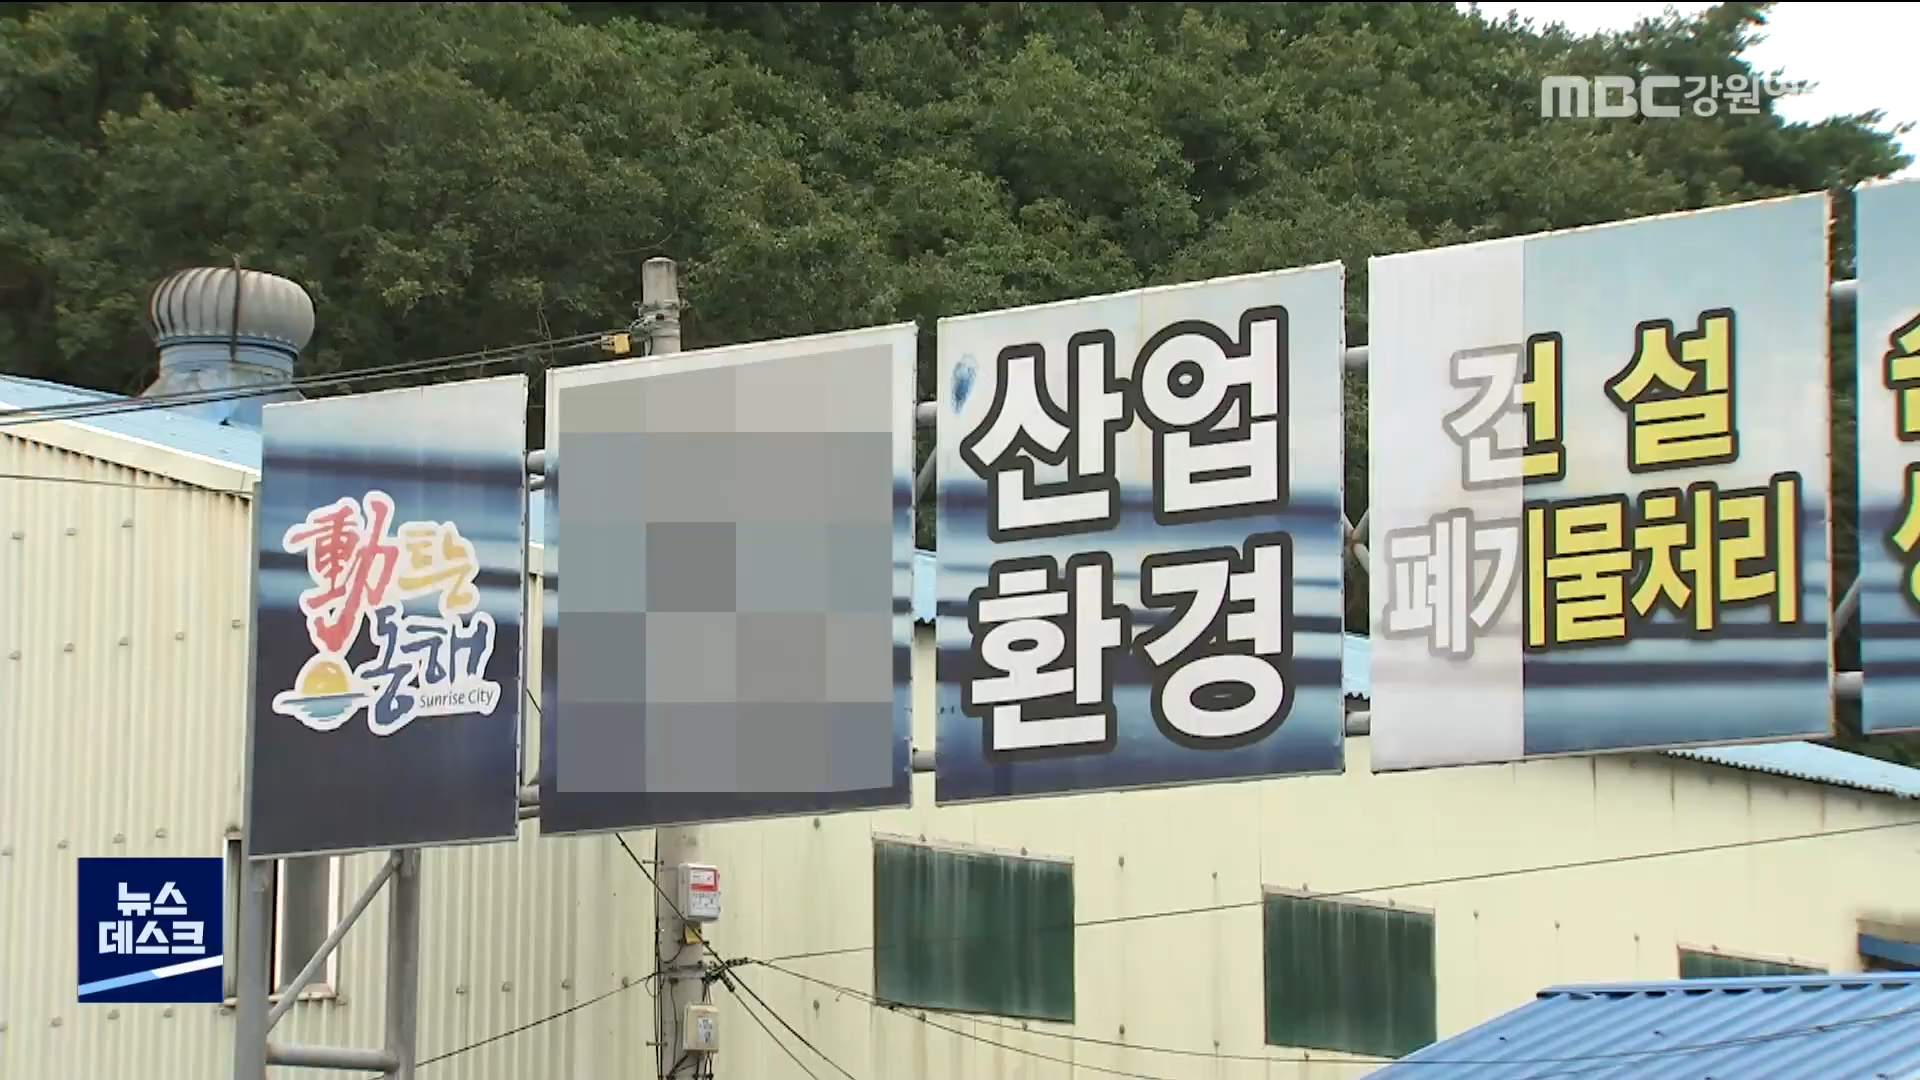 MBC강원영
산업
환경
건설
폐기물처리
動트는
동해
Sunrise City
뉴스
데스크